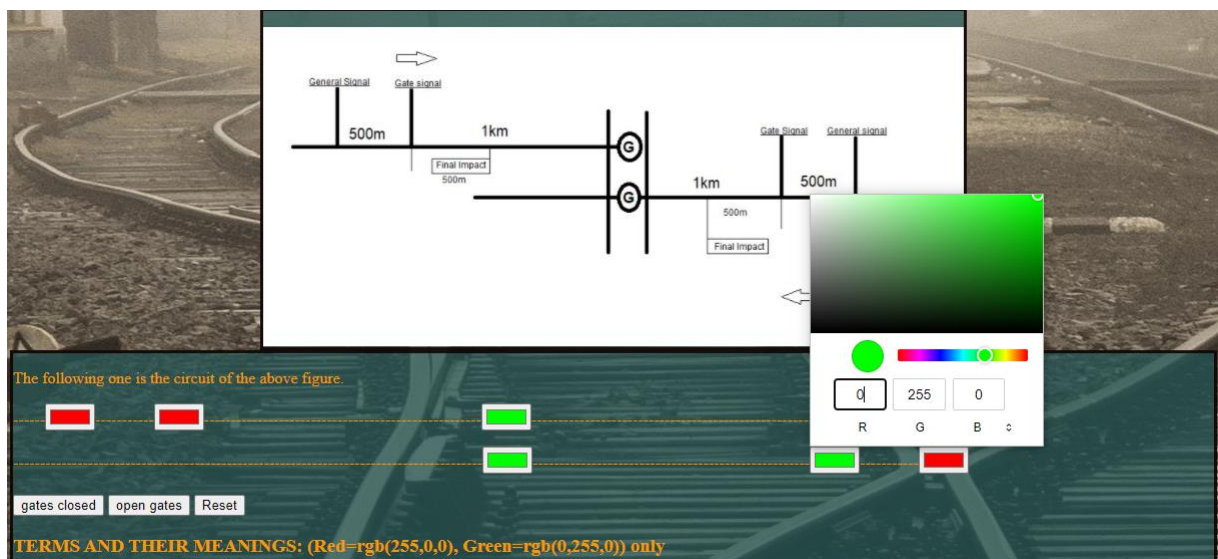 General Signal
Gate signal
500m
1km
G
Final Impact
500m
Gate Signal
General signal
G
1km
500m
500m
Final Impact
0
255
0
R
G
B
The following one is the circuit of the above figure.
gates closed
open gates
Reset
TERMS AND THEIR MEANINGS: (Red=rgb(255,0,0), Green=rgb(0,255,0)) only